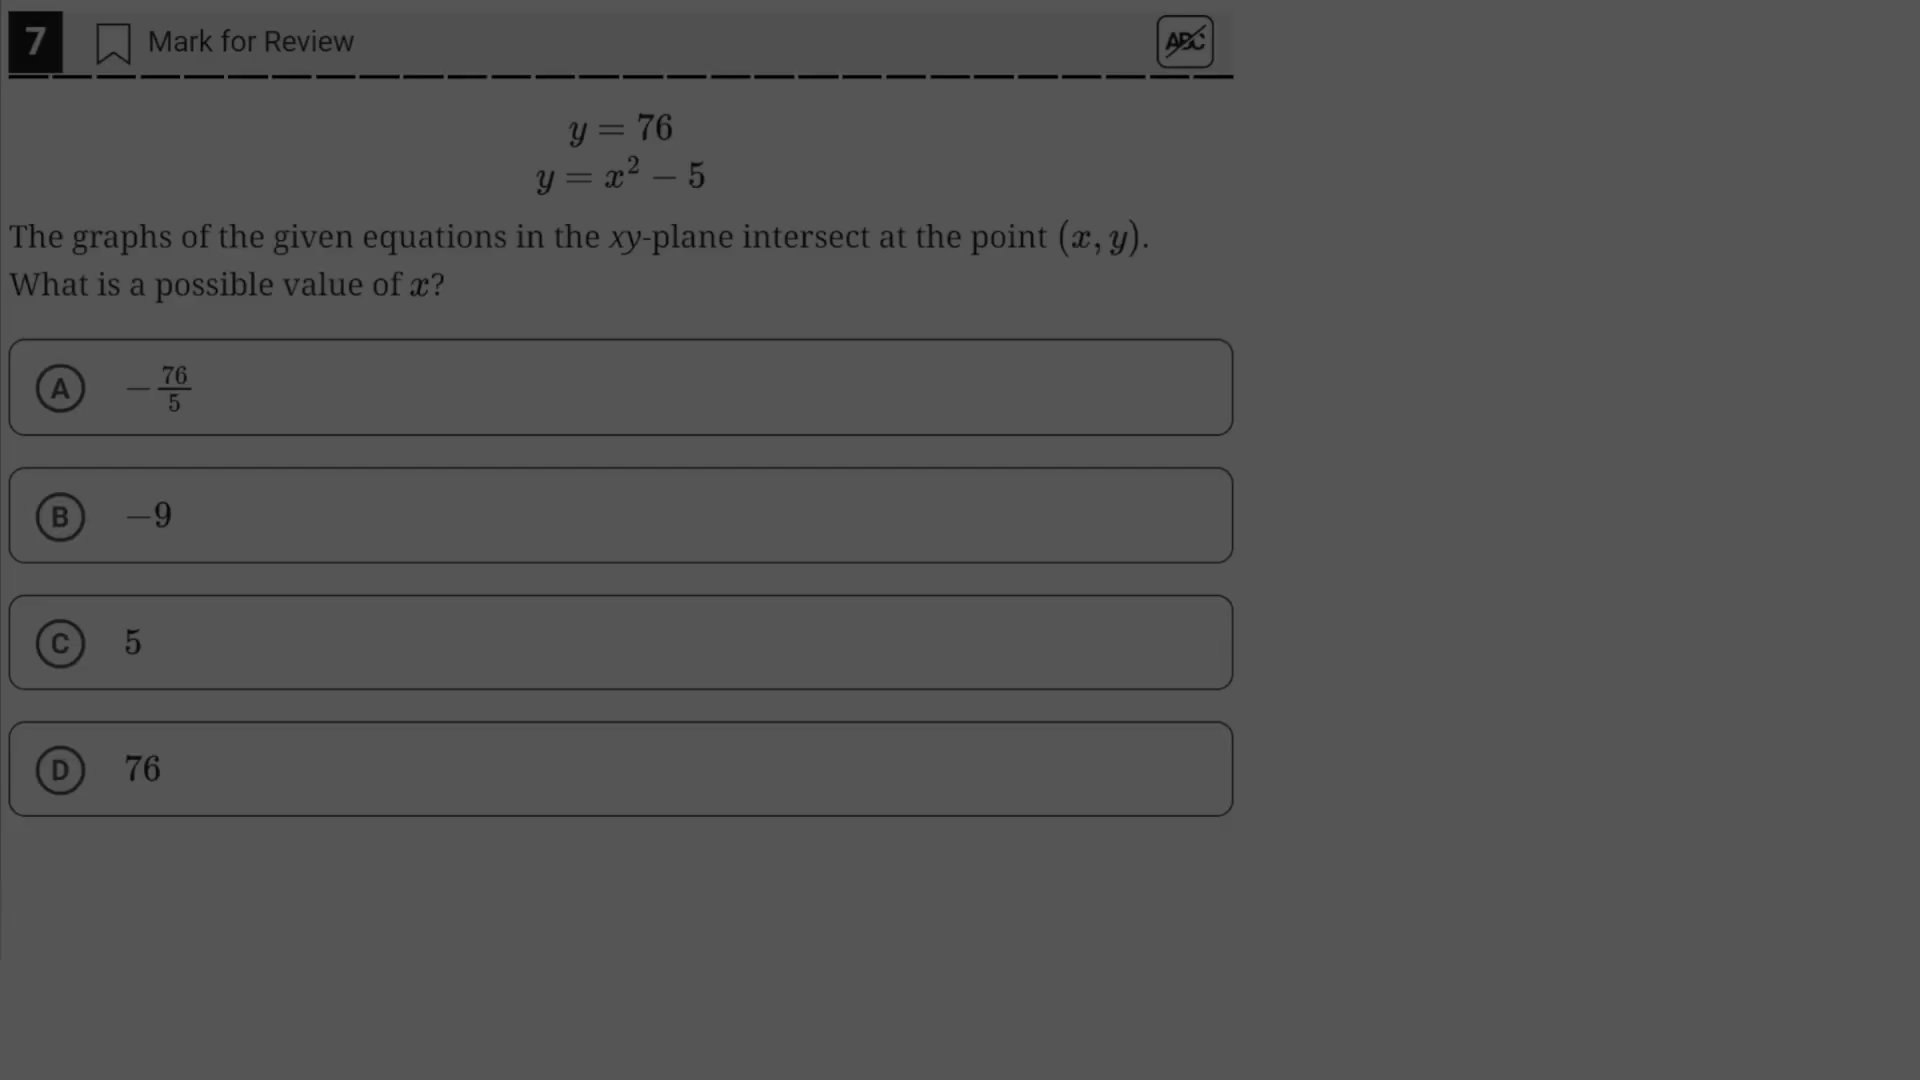 7 Mark for Review ABC
y = 76
y = x² − 5
The graphs of the given equations in the xy-plane intersect at the point (x, y).
What is a possible value of x?
A −76/5
B −9
C 5
D 76